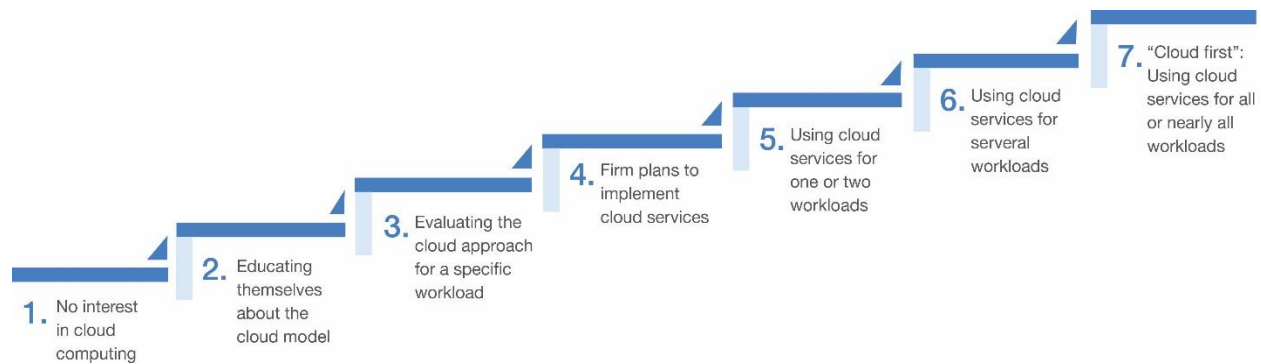 1. No interest
in cloud
computing
2. Educating
themselves
about the
cloud model
3. Evaluating the
cloud approach
for a specific
workload
4. Firm plans to
implement
cloud services
5. Using cloud
services for
one or two
workloads
6. Using cloud
services for
serveral
workloads
7. “Cloud first”:
Using cloud
services for all
or nearly all
workloads